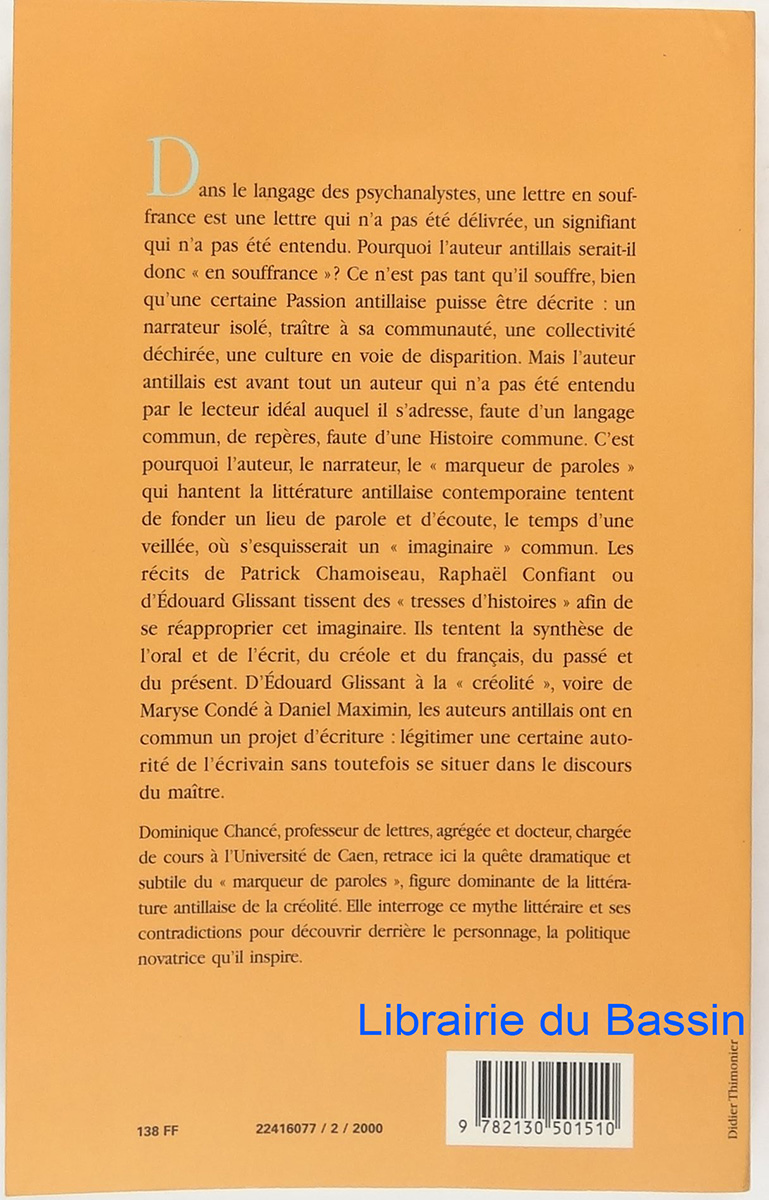 Dans le langage des psychanalystes, une lettre en souf-
france est une lettre qui n'a pas été délivrée, un signifiant
qui n'a pas été entendu. Pourquoi l'auteur antillais serait-il
donc « en souffrance »? Ce n'est pas tant qu'il souffre, bien
qu'une certaine Passion antillaise puisse être décrite : un
narrateur isolé, traître à sa communauté, une collectivité
déchirée, une culture en voie de disparition. Mais l'auteur
antillais est avant tout un auteur qui n'a pas été entendu
par le lecteur idéal auquel il s'adresse, faute d'un langage
commun, de repères, faute d'une Histoire commune. C'est
pourquoi l'auteur, le narrateur, le « marqueur de paroles »
qui hantent la littérature antillaise contemporaine tentent
de fonder un lieu de parole et d'écoute, le temps d'une
veillée, où s'esquisserait un « imaginaire » commun. Les
récits de Patrick Chamoiseau, Raphaël Confiant ou
d'Édouard Glissant tissent des « tresses d'histoires » afin de
se réapproprier cet imaginaire. Ils tentent la synthèse de
l'oral et de l'écrit, du créole et du français, du passé et
du présent. D'Édouard Glissant à la « créolité », voire de
Maryse Condé à Daniel Maximin, les auteurs antillais ont en
commun un projet d'écriture : légitimer une certaine auto-
rité de l'écrivain sans toutefois se situer dans le discours
du maître.
Dominique Chancé, professeur de lettres, agrégée et docteur, chargée
de cours à l'Université de Caen, retrace ici la quête dramatique et
subtile du « marqueur de paroles », figure dominante de la littéra-
ture antillaise de la créolité. Elle interroge ce mythe littéraire et ses
contradictions pour découvrir derrière le personnage, la politique
novatrice qu'il inspire.
Librairie du Bassin
Didier Thimonier
138 FF
22416077 / 2 / 2000
9 782130 501510